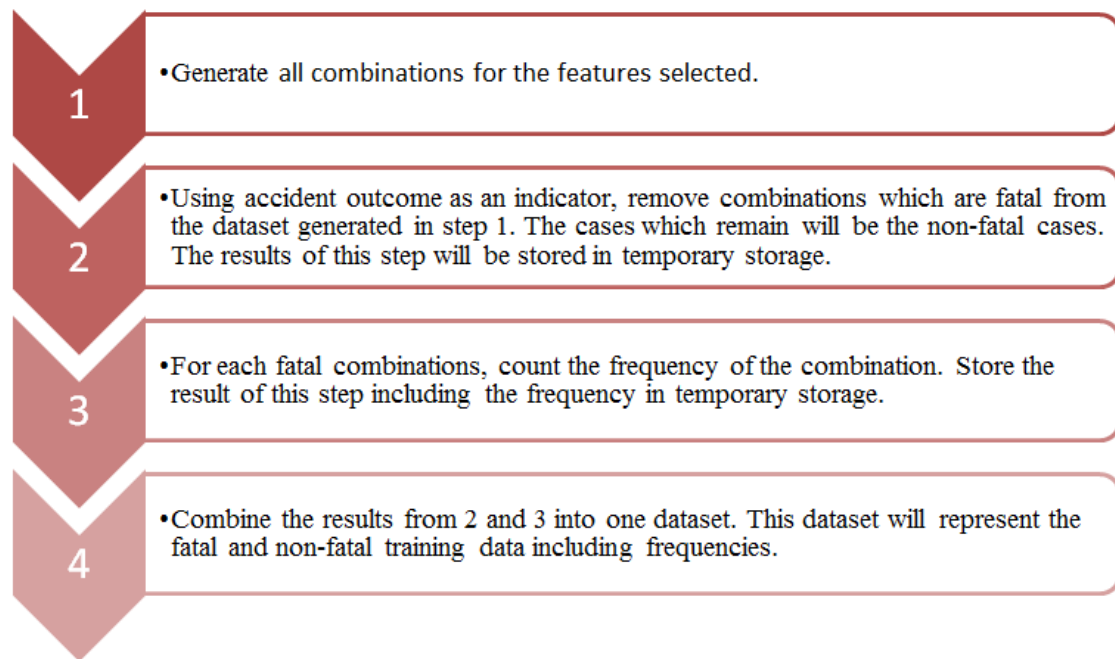 1
•Generate all combinations for the features selected.
2
•Using accident outcome as an indicator, remove combinations which are fatal from
the dataset generated in step 1. The cases which remain will be the non-fatal cases.
The results of this step will be stored in temporary storage.
3
•For each fatal combinations, count the frequency of the combination. Store the
result of this step including the frequency in temporary storage.
4
•Combine the results from 2 and 3 into one dataset. This dataset will represent the
fatal and non-fatal training data including frequencies.